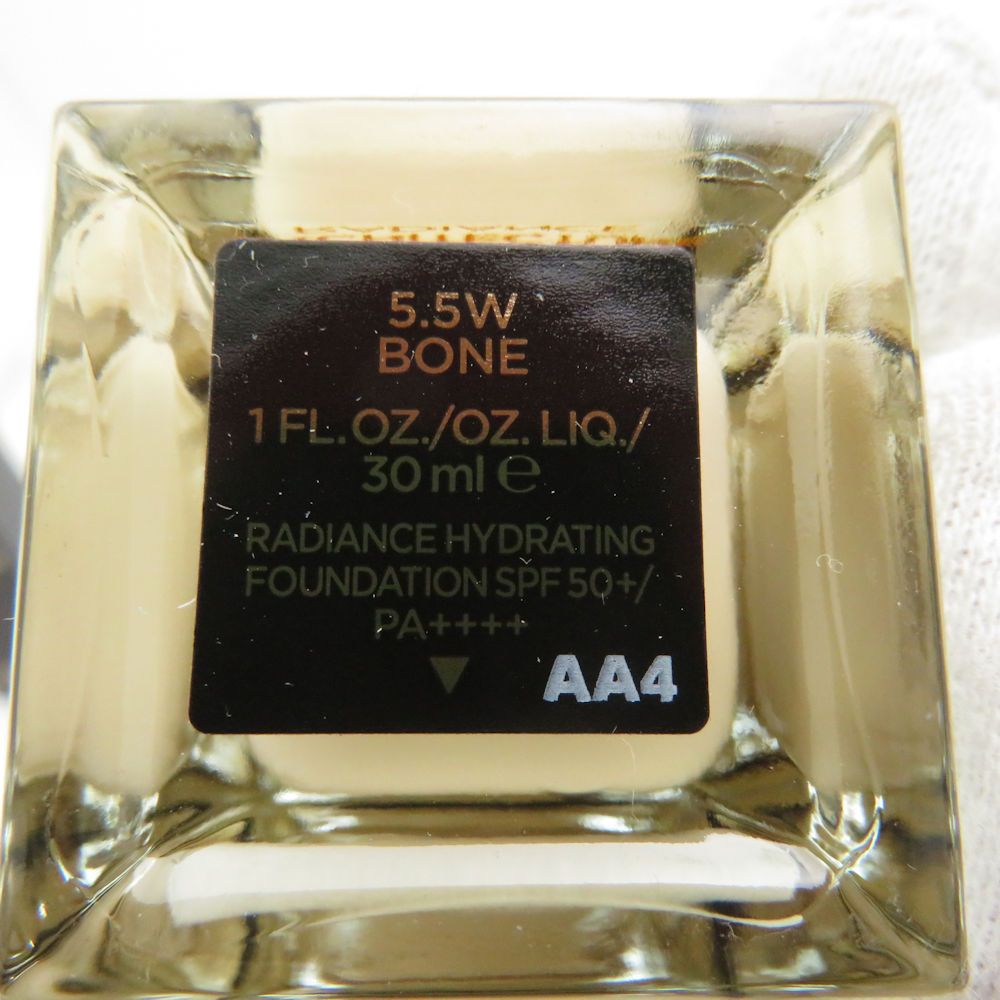 5.5W
BONE
1 FL. OZ./OZ. LIQ./
30 ml ℮
RADIANCE HYDRATING
FOUNDATION SPF 50+/
PA++++
AA4